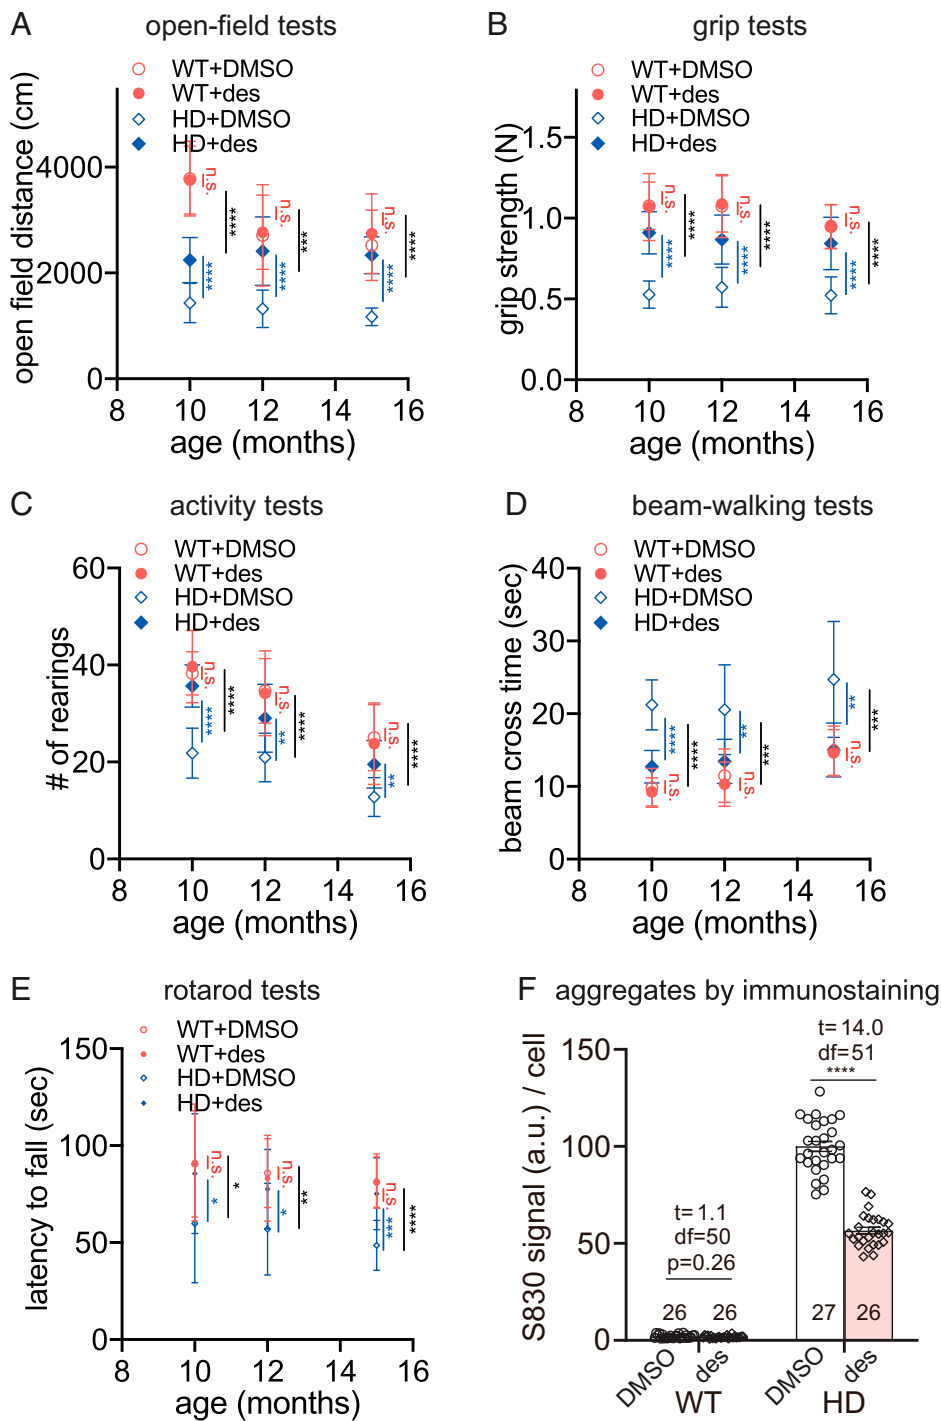 A open-field tests
WT+DMSO
WT+des
HD+DMSO
HD+des
open field distance (cm)
4000
2000
0
n.s.
****
****
n.s.
****
***
n.s.
****
****
8 10 12 14 16
age (months)
B grip tests
WT+DMSO
WT+des
HD+DMSO
HD+des
grip strength (N)
1.5
1.0
0.5
0.0
n.s.
****
****
n.s.
****
****
n.s.
****
****
8 10 12 14 16
age (months)
C activity tests
WT+DMSO
WT+des
HD+DMSO
HD+des
# of rearings
60
40
20
0
n.s.
****
****
n.s.
**
****
n.s.
**
****
8 10 12 14 16
age (months)
D beam-walking tests
WT+DMSO
WT+des
HD+DMSO
HD+des
beam cross time (sec)
40
30
20
10
0
n.s.
****
****
n.s.
**
***
n.s.
**
***
8 10 12 14 16
age (months)
E rotarod tests
WT+DMSO
WT+des
HD+DMSO
HD+des
latency to fall (sec)
150
100
50
0
n.s.
*
*
n.s.
*
**
n.s.
***
****
8 10 12 14 16
age (months)
F aggregates by immunostaining
S830 signal (a.u.) / cell
150
100
50
0
t=14.0
df=51
****
t=1.1
df=50
p=0.26
26 26 27 26
DMSO des DMSO des
WT HD